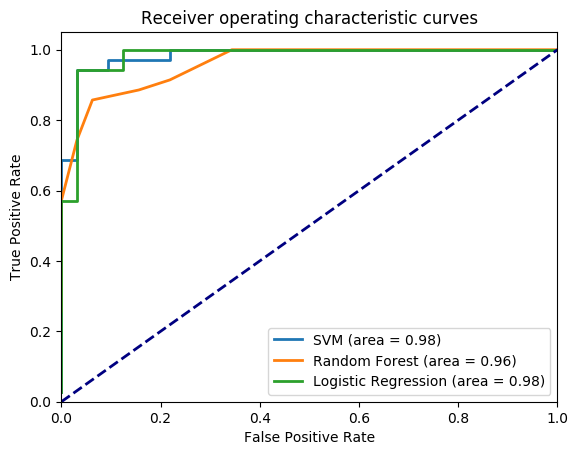 Receiver operating characteristic curves
1.0
0.8
0.6
0.4
0.2
0.0
True Positive Rate
0.0 0.2 0.4 0.6 0.8 1.0
False Positive Rate
SVM (area = 0.98)
Random Forest (area = 0.96)
Logistic Regression (area = 0.98)